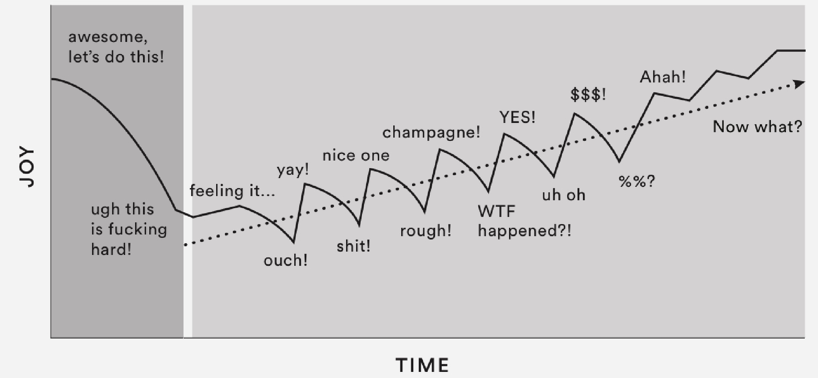 awesome,
let's do this!
JOY
ugh this
is fucking
hard!
feeling it...
ouch!
yay!
shit!
nice one
rough!
champagne!
WTF
happened?!
YES!
uh oh
$$$!
%%?
Ahah!
Now what?
TIME